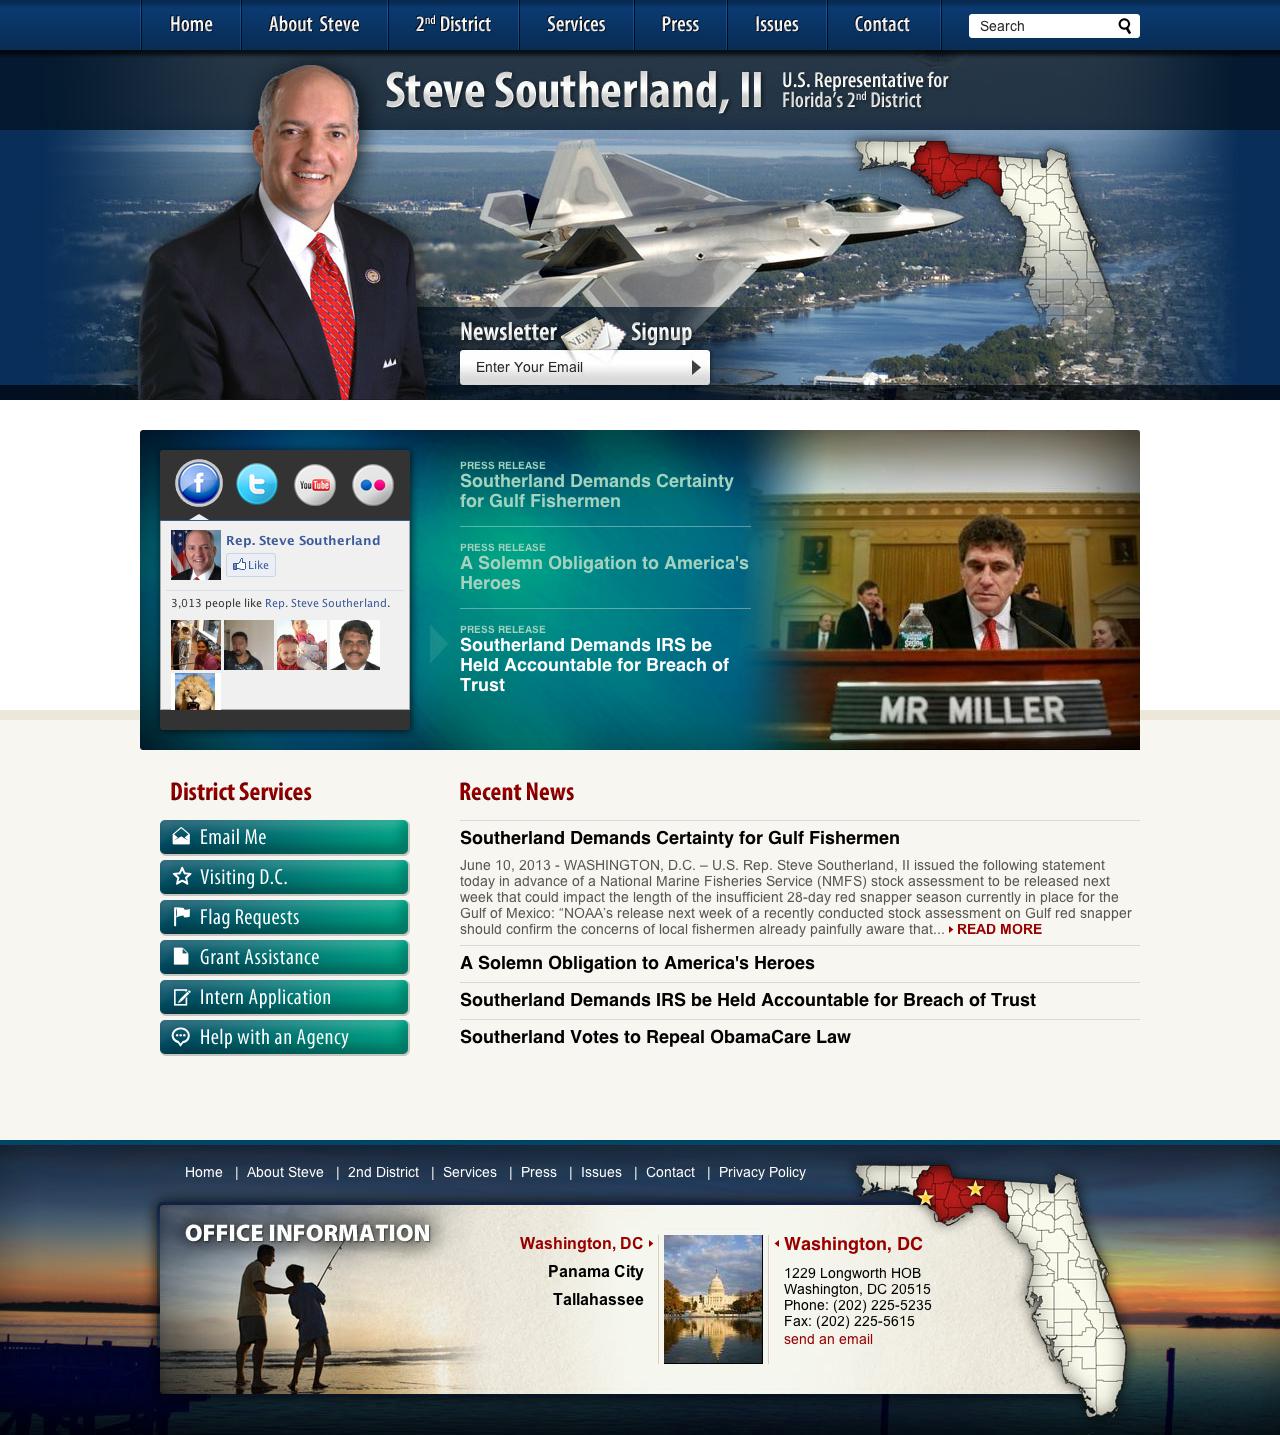 Home
About Steve
2nd District
Services
Press
Issues
Contact
Search
Steve Southerland, II
U.S. Representative for
Florida's 2nd District
Newsletter
NEWS
Signup
Enter Your Email
f
t
You Tube
Rep. Steve Southerland
Like
3,013 people like Rep. Steve Southerland.
PRESS RELEASE
Southerland Demands Certainty
for Gulf Fishermen
PRESS RELEASE
A Solemn Obligation to America's
Heroes
PRESS RELEASE
Southerland Demands IRS be
Held Accountable for Breach of
Trust
MR MILLER
District Services
Email Me
Visiting D.C.
Flag Requests
Grant Assistance
Intern Application
Help with an Agency
Recent News
Southerland Demands Certainty for Gulf Fishermen
June 10, 2013 - WASHINGTON, D.C. – U.S. Rep. Steve Southerland, II issued the following statement
today in advance of a National Marine Fisheries Service (NMFS) stock assessment to be released next
week that could impact the length of the insufficient 28-day red snapper season currently in place for the
Gulf of Mexico: “NOAA’s release next week of a recently conducted stock assessment on Gulf red snapper
should confirm the concerns of local fishermen already painfully aware that... READ MORE
A Solemn Obligation to America's Heroes
Southerland Demands IRS be Held Accountable for Breach of Trust
Southerland Votes to Repeal ObamaCare Law
Home | About Steve | 2nd District | Services | Press | Issues | Contact | Privacy Policy
OFFICE INFORMATION
Washington, DC
Panama City
Tallahassee
Washington, DC
1229 Longworth HOB
Washington, DC 20515
Phone: (202) 225-5235
Fax: (202) 225-5615
send an email